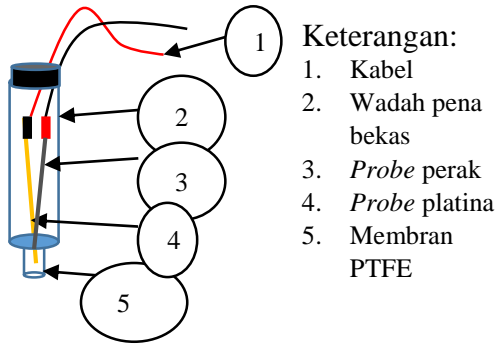 1
2
3
4
5
Keterangan:
1. Kabel
2. Wadah pena
bekas
3. Probe perak
4. Probe platina
5. Membran
PTFE